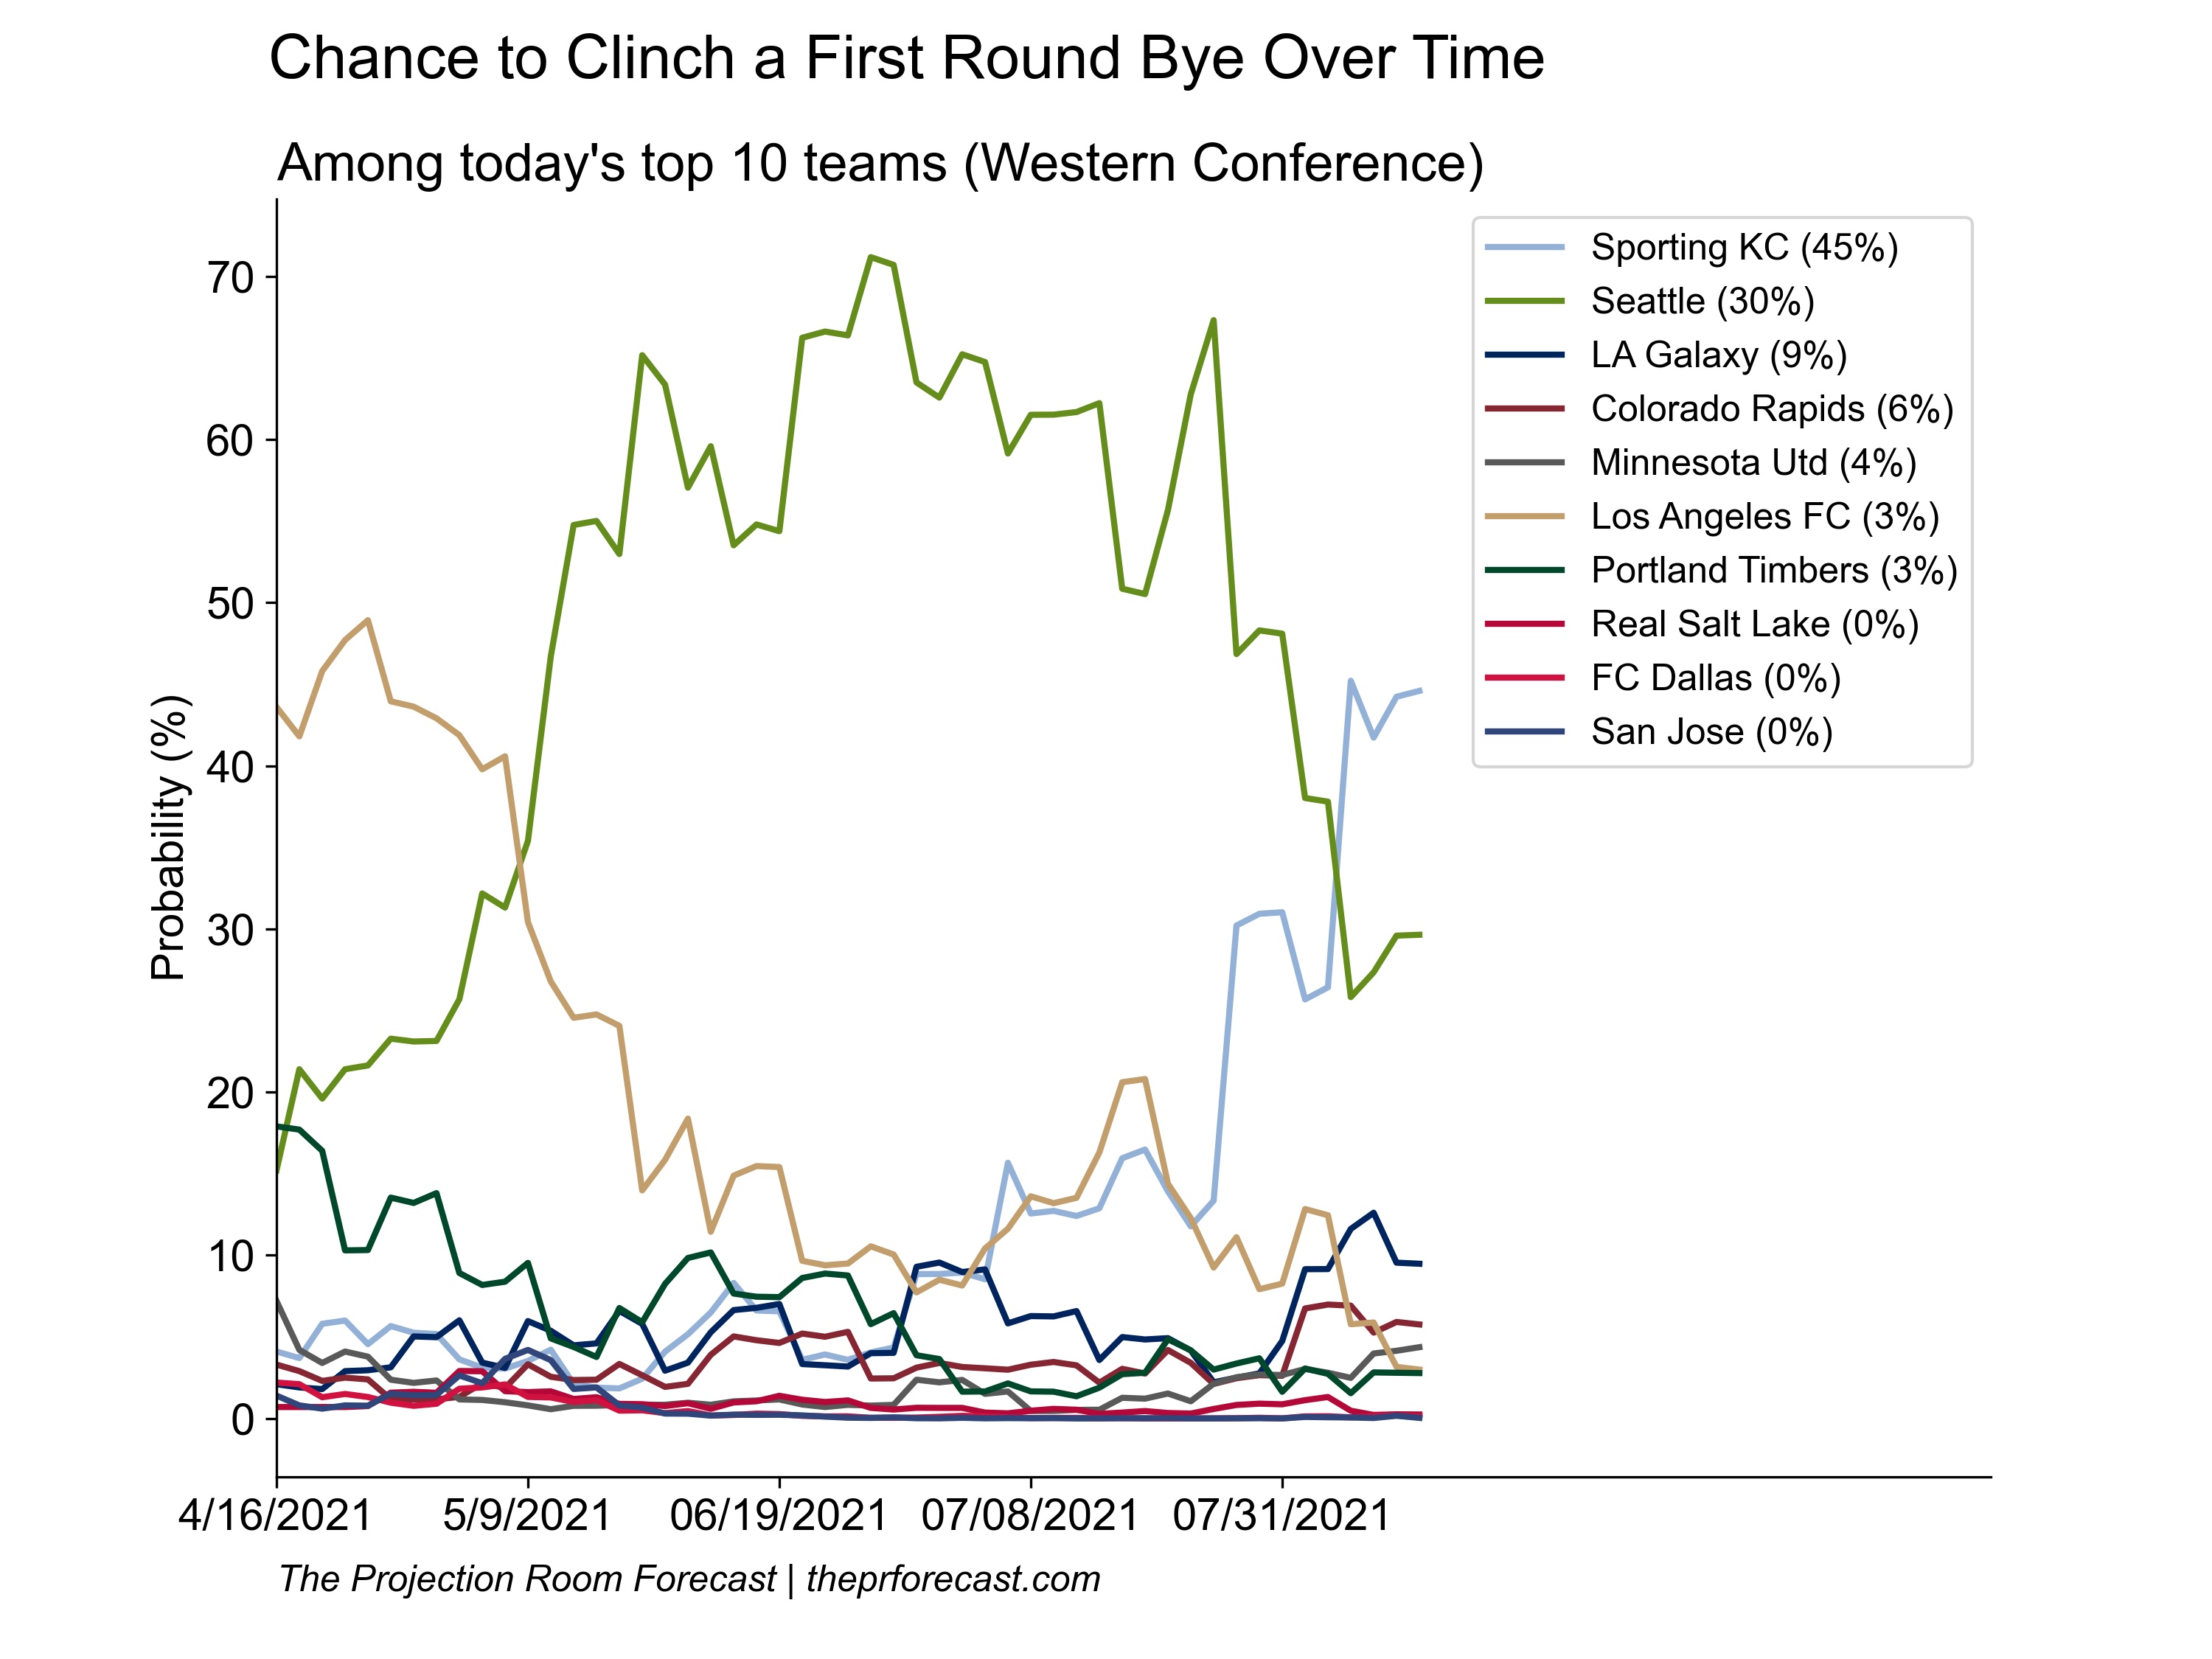 Chance to Clinch a First Round Bye Over Time
Among today's top 10 teams (Western Conference)
Sporting KC (45%)
Seattle (30%)
LA Galaxy (9%)
Colorado Rapids (6%)
Minnesota Utd (4%)
Los Angeles FC (3%)
Portland Timbers (3%)
Real Salt Lake (0%)
FC Dallas (0%)
San Jose (0%)
Probability (%)
70
60
50
40
30
20
10
0
4/16/2021 5/9/2021 06/19/2021 07/08/2021 07/31/2021
The Projection Room Forecast | theprforecast.com